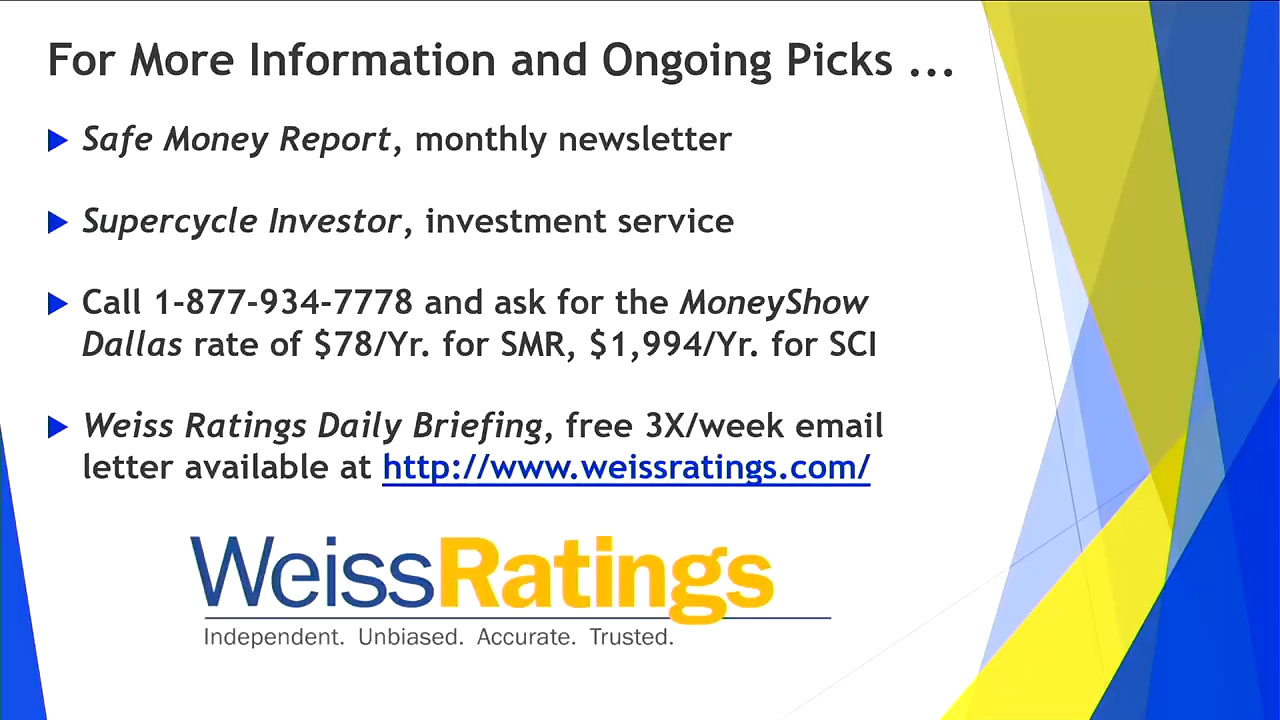 For More Information and Ongoing Picks ...
Safe Money Report, monthly newsletter
Supercycle Investor, investment service
Call 1-877-934-7778 and ask for the MoneyShow
Dallas rate of $78/Yr. for SMR, $1,994/Yr. for SCI
Weiss Ratings Daily Briefing, free 3X/week email
letter available at http://www.weissratings.com/
WeissRatings
Independent. Unbiased. Accurate. Trusted.